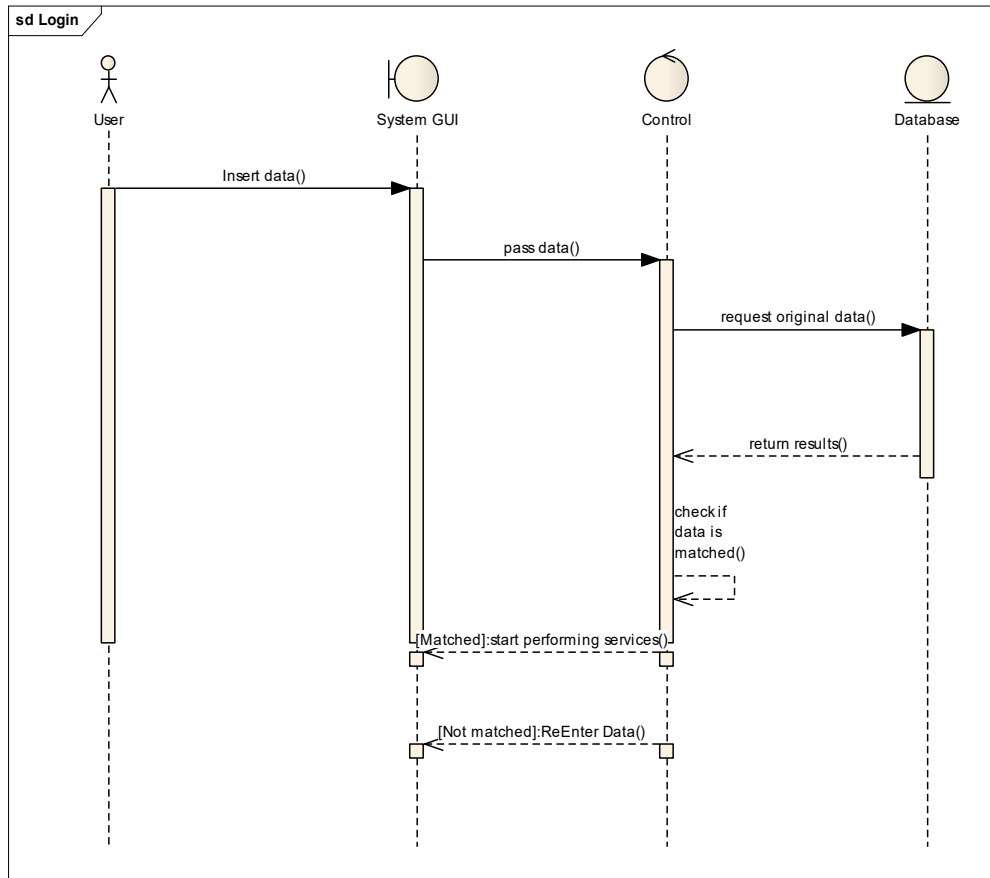 sd Login
User
System GUI
Control
Database
Insert data()
pass data()
request original data()
return results()
check if
data is
matched()
[Matched]:start performing services()
[Not matched]:ReEnter Data()